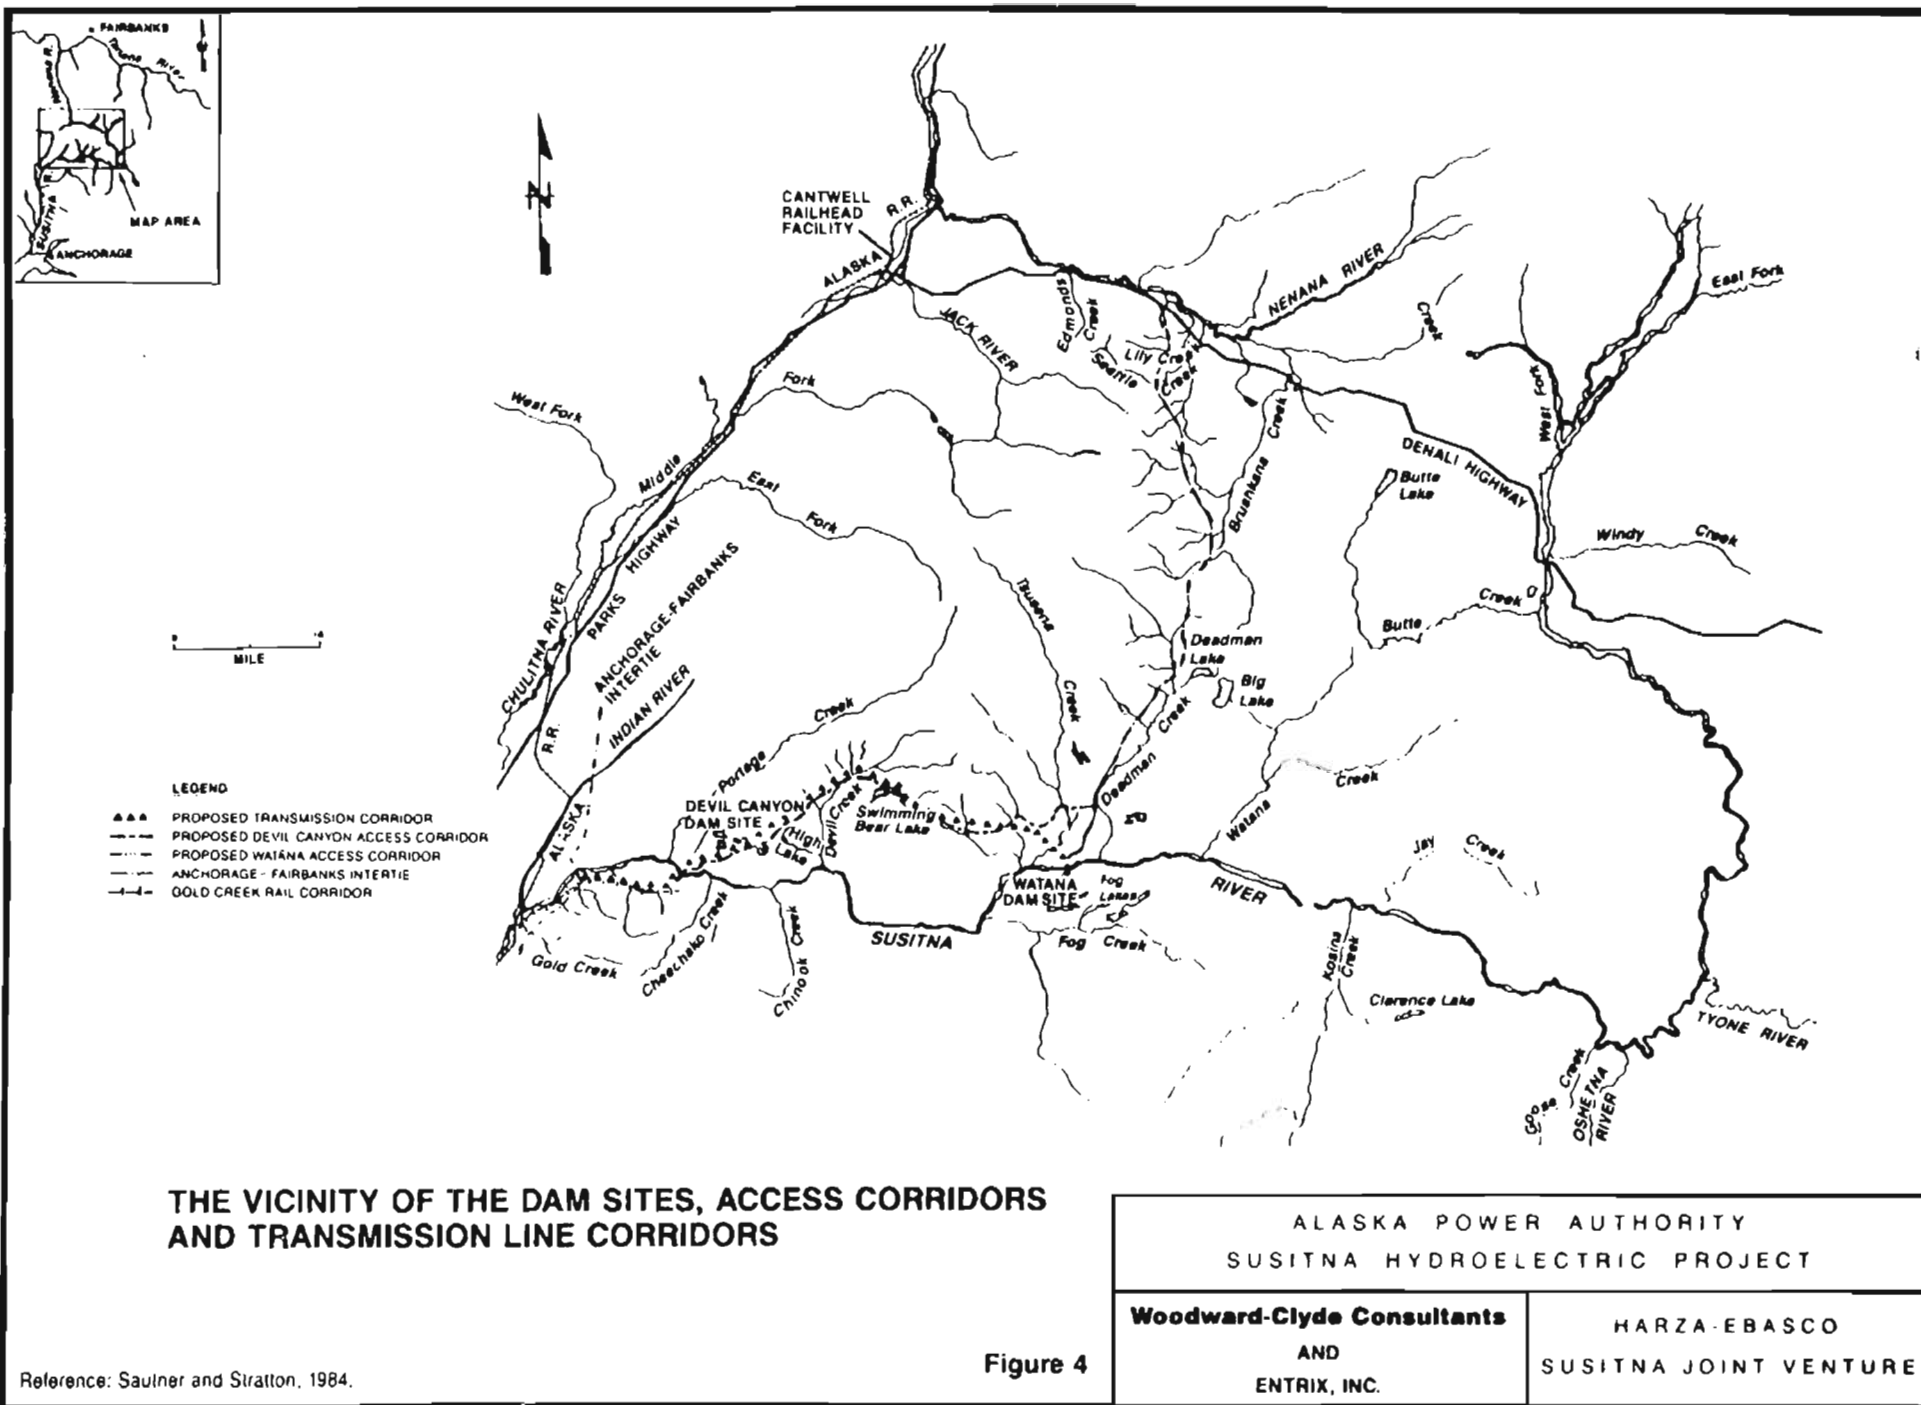 FAIRBANKS
Tanana River
Nenana R.
SUSITNA R.
MAP AREA
ANCHORAGE
N
CANTWELL
RAILHEAD
FACILITY
ALASKA R.R.
JACK RIVER
Edmonds
Creek
Lily Creek
Seattle Creek
NENANA RIVER
Creek
East Fork
West Fork
West Fork
Fork
Middle
East
Fork
Brushkana Creek
DENALI HIGHWAY
Butte
Lake
Windy Creek
Butte Creek
CHULITNA RIVER
PARKS HIGHWAY
ANCHORAGE-FAIRBANKS
INTERTIE
INDIAN RIVER
R.R.
ALASKA
Tsusena
Creek
Deadman
Lake
Big
Lake
Deadman Creek
Portage Creek
MILE
LEGEND
PROPOSED TRANSMISSION CORRIDOR
PROPOSED DEVIL CANYON ACCESS CORRIDOR
PROPOSED WATANA ACCESS CORRIDOR
ANCHORAGE - FAIRBANKS INTERTIE
GOLD CREEK RAIL CORRIDOR
DEVIL CANYON
DAM SITE
High
Lake
Devil Creek
Swimming
Bear Lake
Watana Creek
Jay Creek
WATANA
DAM SITE
Fog
Lakes
Fog Creek
SUSITNA RIVER
Gold Creek
Cheechako Creek
Chinook Creek
Kosina
Creek
Clarence Lake
TYONE RIVER
Goose Creek
OSHETNA
RIVER
THE VICINITY OF THE DAM SITES, ACCESS CORRIDORS
AND TRANSMISSION LINE CORRIDORS
ALASKA POWER AUTHORITY
SUSITNA HYDROELECTRIC PROJECT
Woodward-Clyde Consultants
AND
ENTRIX, INC.
HARZA-EBASCO
SUSITNA JOINT VENTURE
Figure 4
Reference: Saulner and Stratton, 1984.